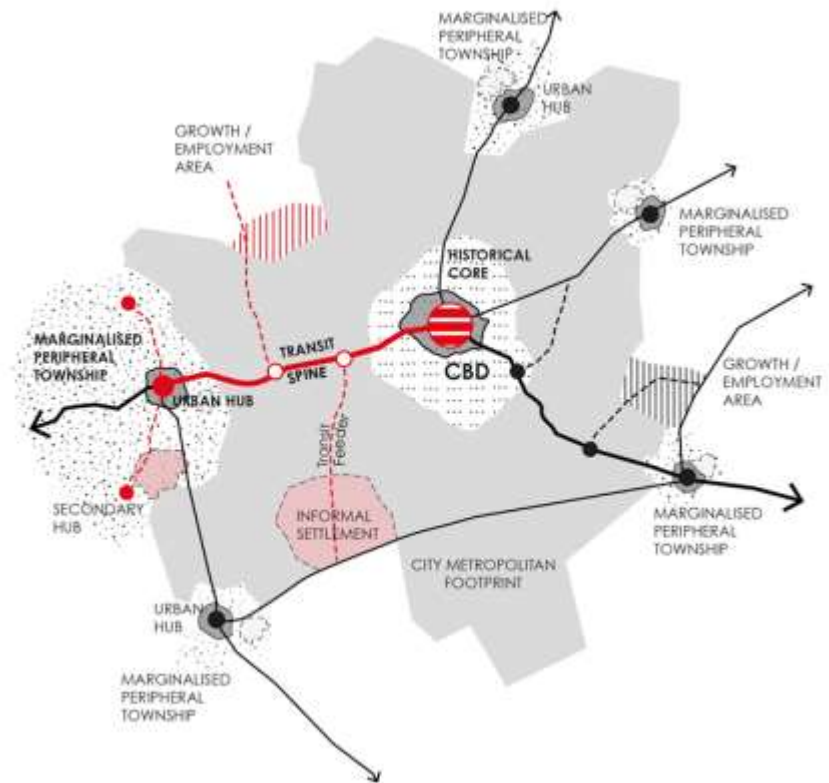 MARGINALISED
PERIPHERAL
TOWNSHIP
URBAN
HUB
GROWTH /
EMPLOYMENT
AREA
MARGINALISED
PERIPHERAL
TOWNSHIP
HISTORICAL
CORE
MARGINALISED
PERIPHERAL
TOWNSHIP
TRANSIT
SPINE
CBD
URBAN HUB
GROWTH /
EMPLOYMENT
AREA
Transit
Feeder
SECONDARY
HUB
INFORMAL
SETTLEMENT
MARGINALISED
PERIPHERAL
TOWNSHIP
CITY METROPOLITAN
FOOTPRINT
URBAN
HUB
MARGINALISED
PERIPHERAL
TOWNSHIP